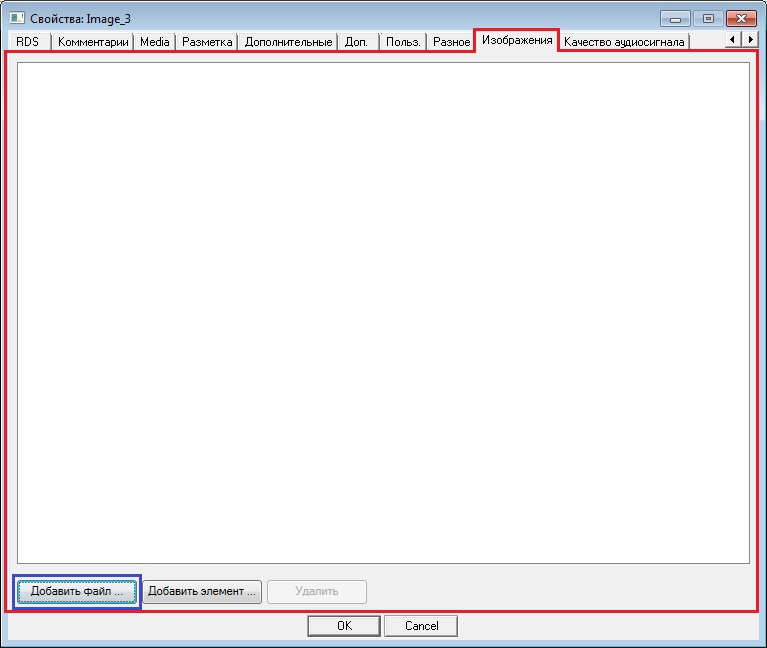 Свойства: Image_3
RDS Комментарии Media Разметка Дополнительные Доп. Польз. Разное Изображения Качество аудиосигнала
Добавить файл ... Добавить элемент ... Удалить
OK Cancel